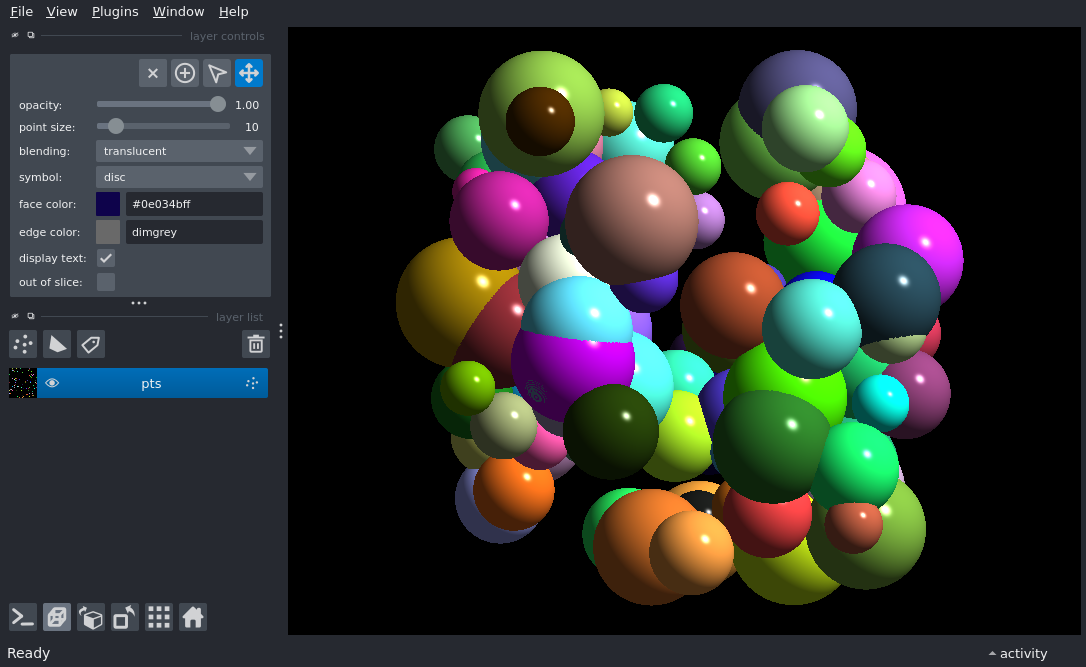 File View Plugins Window Help
layer controls
opacity: 1.00
point size: 10
blending: translucent
symbol: disc
face color: #0e034bff
edge color: dimgrey
display text:
out of slice:
layer list
pts
Ready activity